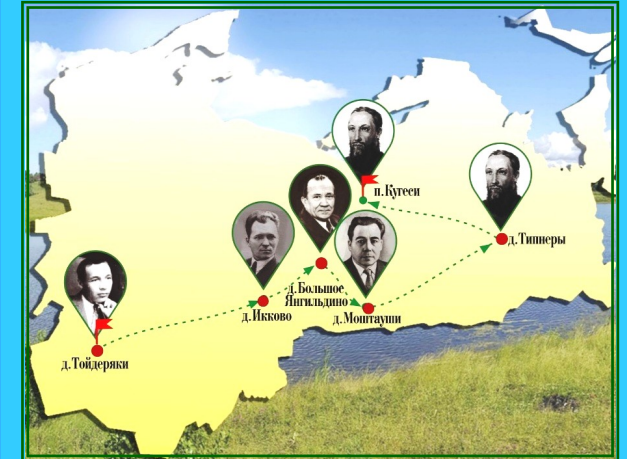 п. Кугеси
д. Типнеры
д. Большое
Янгильдино
д. Икково
д. Моштауши
д. Тойдеряки